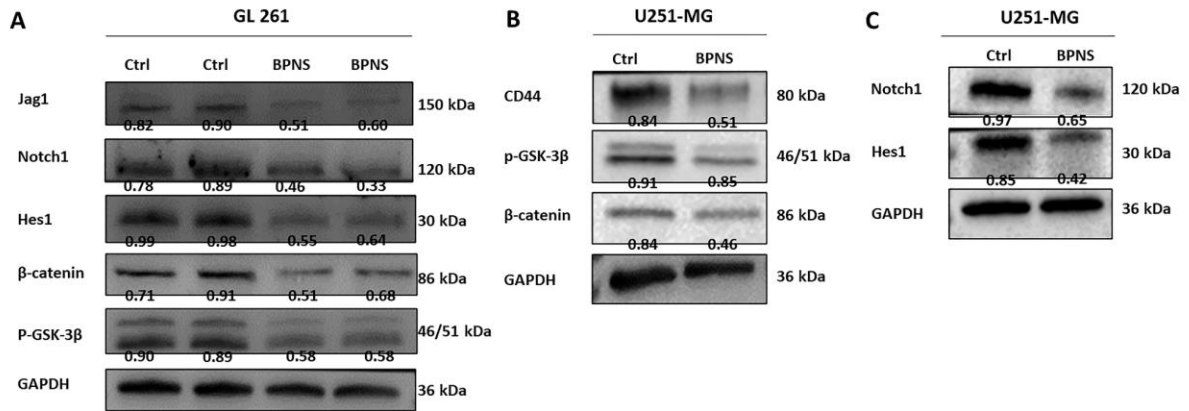 A
GL 261
Ctrl Ctrl BPNS BPNS
Jag1 150 kDa
0.82 0.90 0.51 0.60
Notch1 120 kDa
0.78 0.89 0.46 0.33
Hes1 30 kDa
0.99 0.98 0.55 0.64
β-catenin 86 kDa
0.71 0.91 0.51 0.68
P-GSK-3β 46/51 kDa
0.90 0.89 0.58 0.58
GAPDH 36 kDa
B
U251-MG
Ctrl BPNS
CD44 80 kDa
0.84 0.51
p-GSK-3β 46/51 kDa
0.91 0.85
β-catenin 86 kDa
0.84 0.46
GAPDH 36 kDa
C
U251-MG
Ctrl BPNS
Notch1 120 kDa
0.97 0.65
Hes1 30 kDa
0.85 0.42
GAPDH 36 kDa